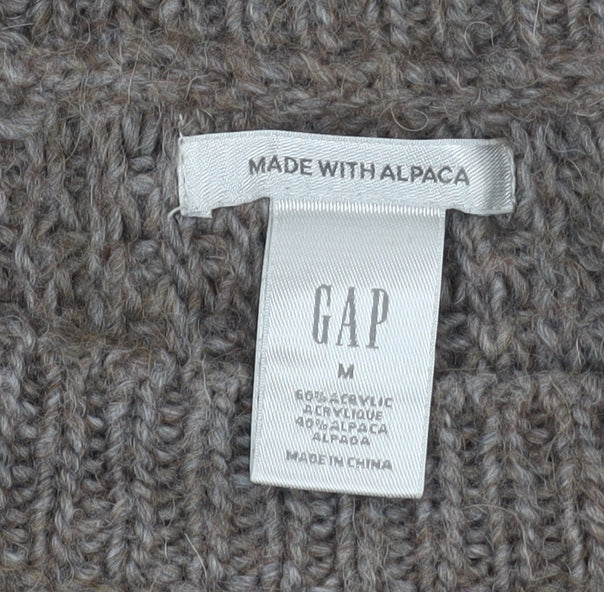 MADE WITH ALPACA
GAP
M
60% ACRYLIC
ACRYLIQUE
40% ALPACA
ALPAGA
MADE IN CHINA